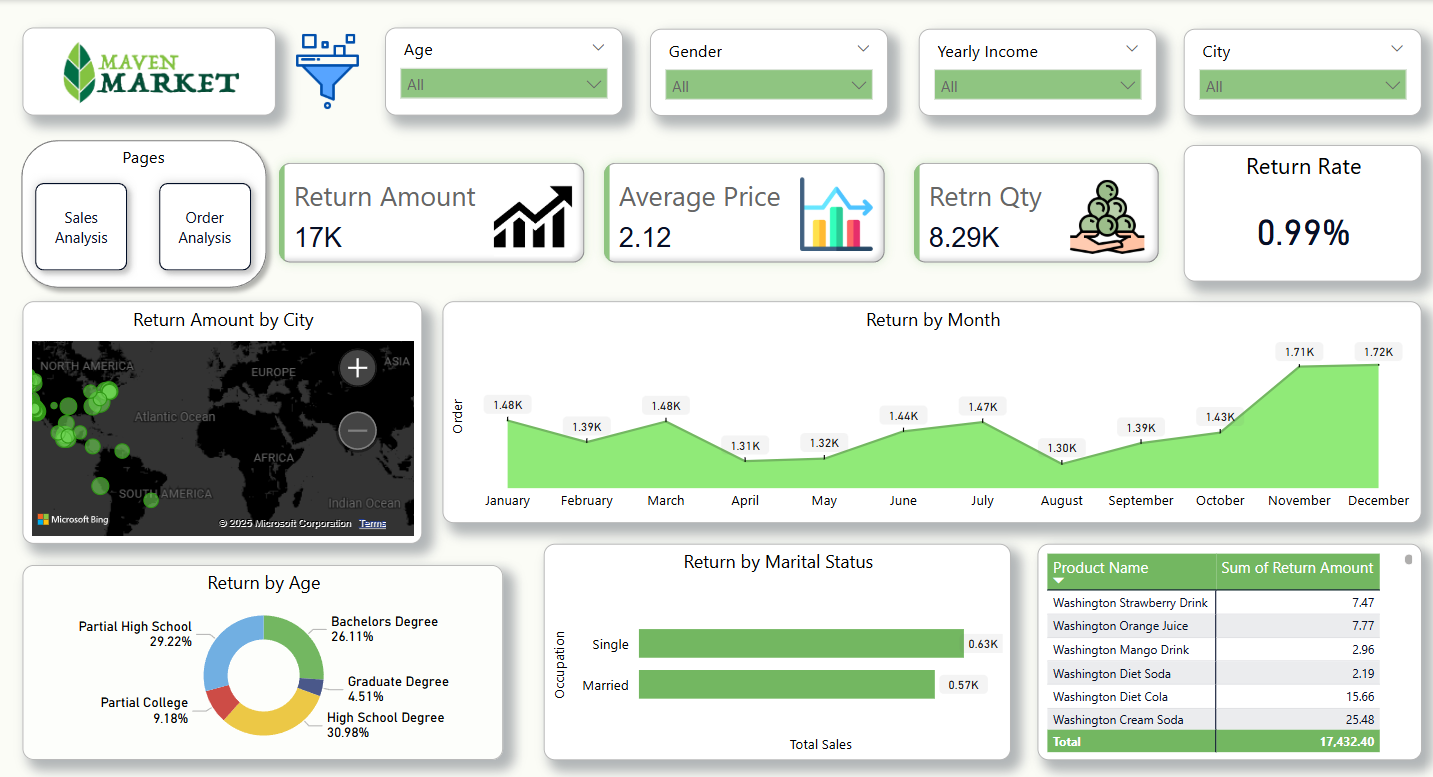 MAVEN
MARKET
Age
All
Gender
All
Yearly Income
All
City
All
Pages
Sales
Analysis
Order
Analysis
Return Amount
17K
Average Price
2.12
Retrn Qty
8.29K
Return Rate
0.99%
Return Amount by City
NORTH AMERICA
EUROPE
ASIA
Atlantic Ocean
AFRICA
SOUTH AMERICA
Indian Ocean
Microsoft Bing
© 2025 Microsoft Corporation Terms
Return by Month
Order
1.48K
1.39K
1.48K
1.31K
1.32K
1.44K
1.47K
1.30K
1.39K
1.43K
1.71K
1.72K
January
February
March
April
May
June
July
August
September
October
November
December
Return by Age
Partial High School
29.22%
Bachelors Degree
26.11%
Graduate Degree
4.51%
Partial College
9.18%
High School Degree
30.98%
Return by Marital Status
Occupation
Single
0.63K
Married
0.57K
Total Sales
Product Name Sum of Return Amount
Washington Strawberry Drink 7.47
Washington Orange Juice 7.77
Washington Mango Drink 2.96
Washington Diet Soda 2.19
Washington Diet Cola 15.66
Washington Cream Soda 25.48
Total 17,432.40